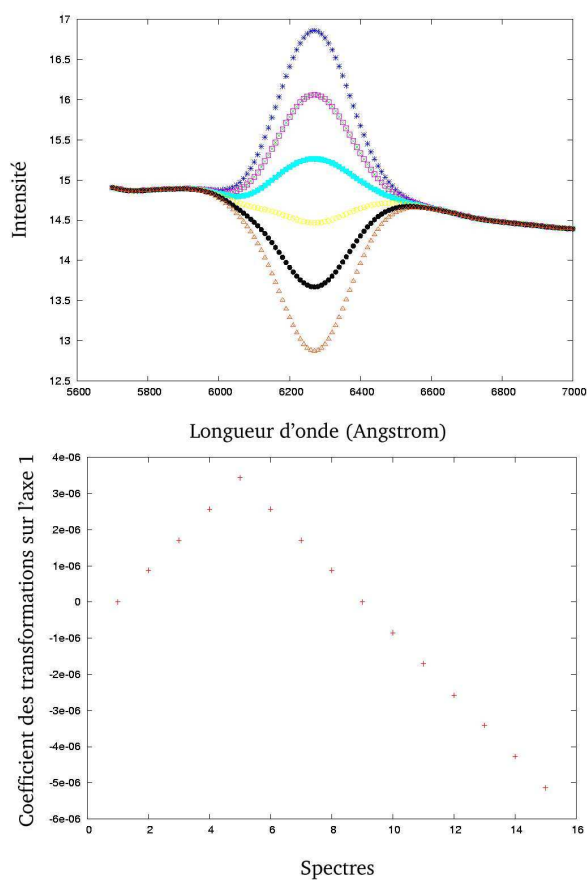 17
16.5
16
15.5
15
14.5
14
13.5
13
12.5
Intensité
5600 5800 6000 6200 6400 6600 6800 7000
Longueur d'onde (Angstrom)
4e-06
3e-06
2e-06
1e-06
0
-1e-06
-2e-06
-3e-06
-4e-06
-5e-06
-6e-06
Coefficient des transformations sur l'axe 1
0 2 4 6 8 10 12 14 16
Spectres